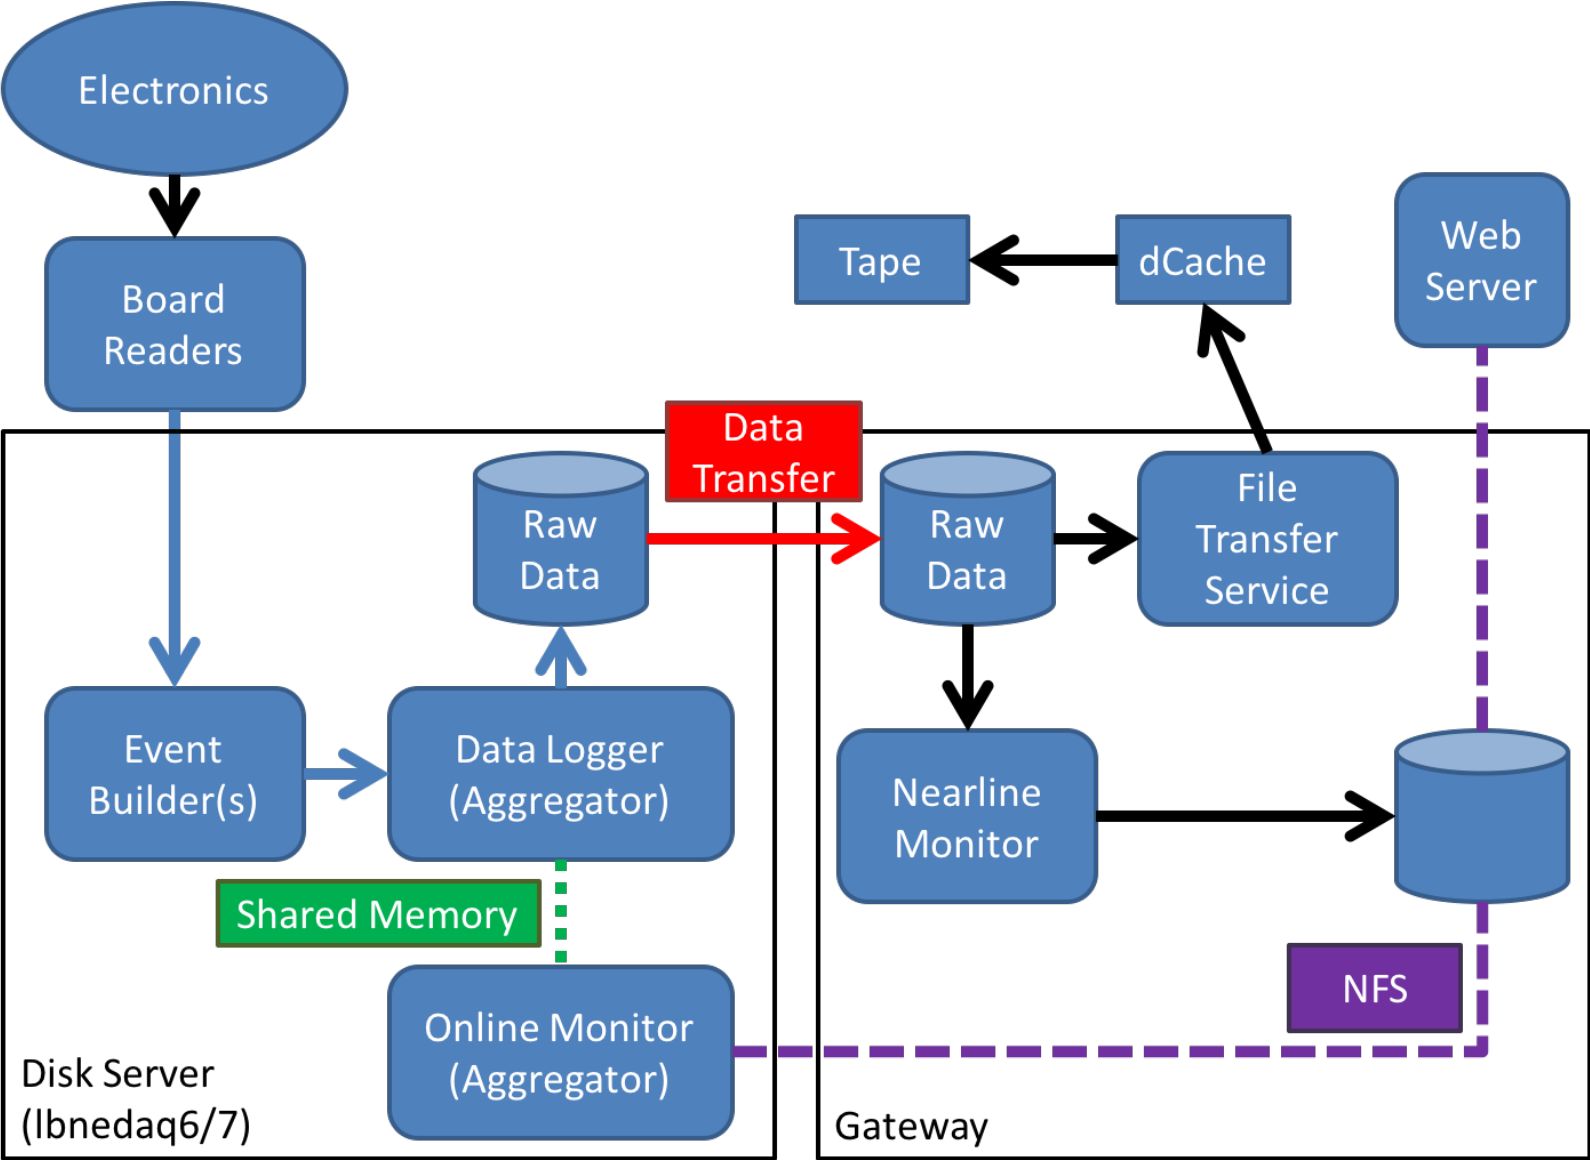 Electronics
Board
Readers
Tape
dCache
Web
Server
Data
Transfer
Raw
Data
Raw
Data
File
Transfer
Service
Event
Builder(s)
Data Logger
(Aggregator)
Nearline
Monitor
Shared Memory
NFS
Online Monitor
(Aggregator)
Disk Server
(lbnedaq6/7)
Gateway